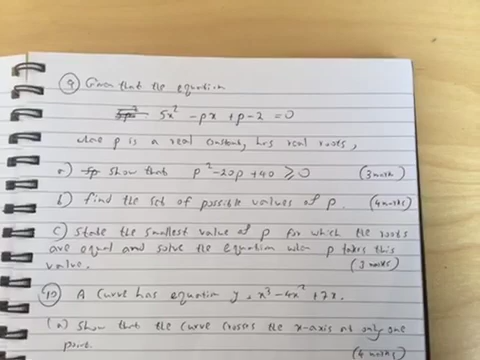 9 Given that the equation
5x² - px + p - 2 = 0
where p is a real constant, has real roots,
a) show that p² - 20p + 40 ≥ 0 (3 mark)
b) find the set of possible values of p. (4 marks)
c) State the smallest value of p for which the roots
are equal and solve the equation when p takes this
value. (3 marks)
10 A curve has equation y = x³ - 4x² + 7x.
(a) Show that the curve crosses the x-axis at only one
point. (4 marks)